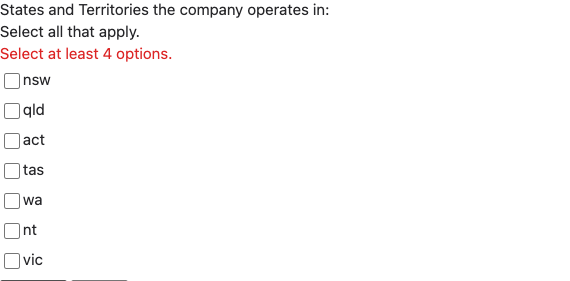 States and Territories the company operates in:
Select all that apply.
Select at least 4 options.
nsw
qld
act
tas
wa
nt
vic